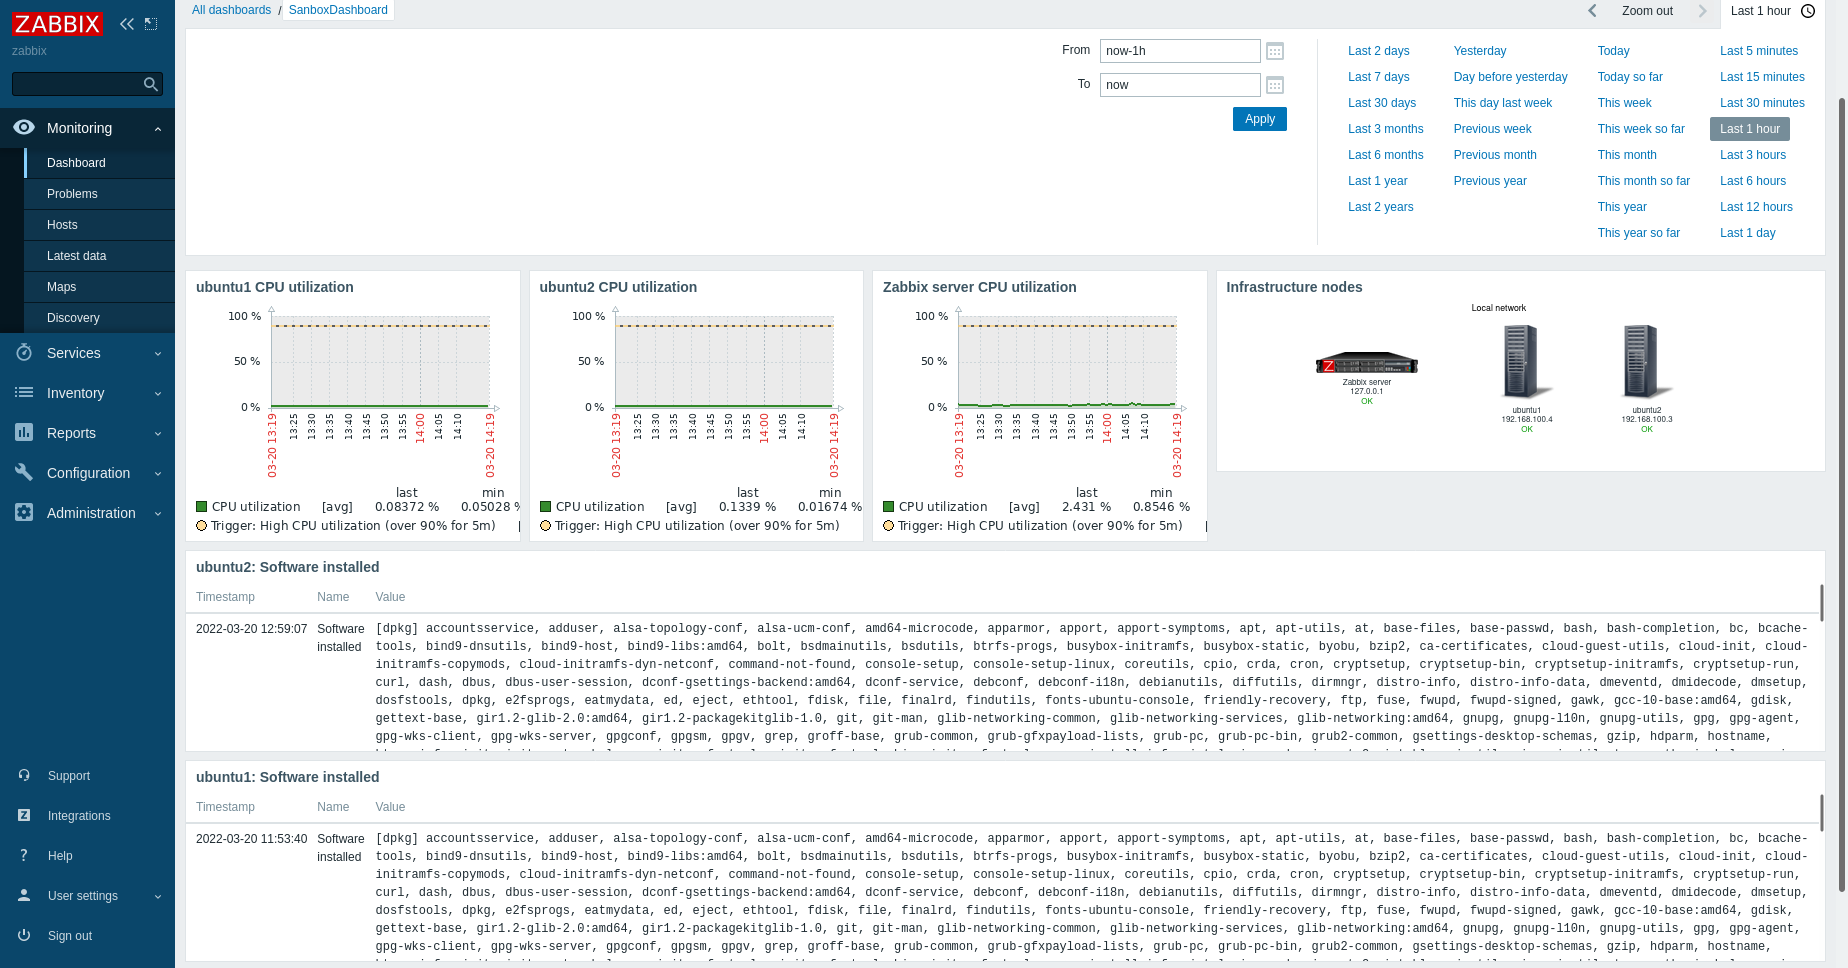 ZABBIX
zabbix
Monitoring
Dashboard
Problems
Hosts
Latest data
Maps
Discovery
Services
Inventory
Reports
Configuration
Administration
Support
Integrations
Help
User settings
Sign out
All dashboards / SanboxDashboard
Zoom out
Last 1 hour
From now-1h
To now
Apply
Last 2 days Yesterday Today Last 5 minutes
Last 7 days Day before yesterday Today so far Last 15 minutes
Last 30 days This day last week This week Last 30 minutes
Last 3 months Previous week This week so far Last 1 hour
Last 6 months Previous month This month Last 3 hours
Last 1 year Previous year This month so far Last 6 hours
Last 2 years This year Last 12 hours
This year so far Last 1 day
ubuntu1 CPU utilization
100 %
50 %
0 %
03-20 13:19 13:25 13:30 13:35 13:40 13:45 13:50 13:55 14:00 14:05 14:10 03-20 14:19
last min
CPU utilization [avg] 0.08372 % 0.05028 %
Trigger: High CPU utilization (over 90% for 5m) [
ubuntu2 CPU utilization
100 %
50 %
0 %
03-20 13:19 13:25 13:30 13:35 13:40 13:45 13:50 13:55 14:00 14:05 14:10 03-20 14:19
last min
CPU utilization [avg] 0.1339 % 0.01674 %
Trigger: High CPU utilization (over 90% for 5m)
Zabbix server CPU utilization
100 %
50 %
0 %
03-20 13:19 13:25 13:30 13:35 13:40 13:45 13:50 13:55 14:00 14:05 14:10 03-20 14:19
last min
CPU utilization [avg] 2.431 % 0.8546 %
Trigger: High CPU utilization (over 90% for 5m) [
Infrastructure nodes
Local network
Z
Zabbix server
127.0.0.1
OK
ubuntu1
192.168.100.4
OK
ubuntu2
192.168.100.3
OK
ubuntu2: Software installed
Timestamp Name Value
2022-03-20 12:59:07 Software installed
[dpkg] accountsservice, adduser, alsa-topology-conf, alsa-ucm-conf, amd64-microcode, apparmor, apport, apport-symptoms, apt, apt-utils, at, base-files, base-passwd, bash, bash-completion, bc, bcache-
tools, bind9-dnsutils, bind9-host, bind9-libs:amd64, bolt, bsdmainutils, bsdutils, btrfs-progs, busybox-initramfs, busybox-static, byobu, bzip2, ca-certificates, cloud-guest-utils, cloud-init, cloud-
initramfs-copymods, cloud-initramfs-dyn-netconf, command-not-found, console-setup, console-setup-linux, coreutils, cpio, crda, cron, cryptsetup, cryptsetup-bin, cryptsetup-initramfs, cryptsetup-run,
curl, dash, dbus, dbus-user-session, dconf-gsettings-backend:amd64, dconf-service, debconf, debconf-i18n, debianutils, diffutils, dirmngr, distro-info, distro-info-data, dmeventd, dmidecode, dmsetup,
dosfstools, dpkg, e2fsprogs, eatmydata, ed, eject, ethtool, fdisk, file, finalrd, findutils, fonts-ubuntu-console, friendly-recovery, ftp, fuse, fwupd, fwupd-signed, gawk, gcc-10-base:amd64, gdisk,
gettext-base, gir1.2-glib-2.0:amd64, gir1.2-packagekitglib-1.0, git, git-man, glib-networking-common, glib-networking-services, glib-networking:amd64, gnupg, gnupg-l10n, gnupg-utils, gpg, gpg-agent,
gpg-wks-client, gpg-wks-server, gpgconf, gpgsm, gpgv, grep, groff-base, grub-common, grub-gfxpayload-lists, grub-pc, grub-pc-bin, grub2-common, gsettings-desktop-schemas, gzip, hdparm, hostname,
ubuntu1: Software installed
Timestamp Name Value
2022-03-20 11:53:40 Software installed
[dpkg] accountsservice, adduser, alsa-topology-conf, alsa-ucm-conf, amd64-microcode, apparmor, apport, apport-symptoms, apt, apt-utils, at, base-files, base-passwd, bash, bash-completion, bc, bcache-
tools, bind9-dnsutils, bind9-host, bind9-libs:amd64, bolt, bsdmainutils, bsdutils, btrfs-progs, busybox-initramfs, busybox-static, byobu, bzip2, ca-certificates, cloud-guest-utils, cloud-init, cloud-
initramfs-copymods, cloud-initramfs-dyn-netconf, command-not-found, console-setup, console-setup-linux, coreutils, cpio, crda, cron, cryptsetup, cryptsetup-bin, cryptsetup-initramfs, cryptsetup-run,
curl, dash, dbus, dbus-user-session, dconf-gsettings-backend:amd64, dconf-service, debconf, debconf-i18n, debianutils, diffutils, dirmngr, distro-info, distro-info-data, dmeventd, dmidecode, dmsetup,
dosfstools, dpkg, e2fsprogs, eatmydata, ed, eject, ethtool, fdisk, file, finalrd, findutils, fonts-ubuntu-console, friendly-recovery, ftp, fuse, fwupd, fwupd-signed, gawk, gcc-10-base:amd64, gdisk,
gettext-base, gir1.2-glib-2.0:amd64, gir1.2-packagekitglib-1.0, git, git-man, glib-networking-common, glib-networking-services, glib-networking:amd64, gnupg, gnupg-l10n, gnupg-utils, gpg, gpg-agent,
gpg-wks-client, gpg-wks-server, gpgconf, gpgsm, gpgv, grep, groff-base, grub-common, grub-gfxpayload-lists, grub-pc, grub-pc-bin, grub2-common, gsettings-desktop-schemas, gzip, hdparm, hostname,